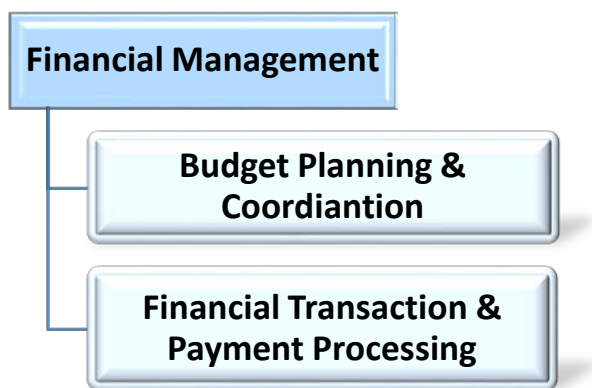 Financial Management
Budget Planning &
Coordiantion
Financial Transaction &
Payment Processing